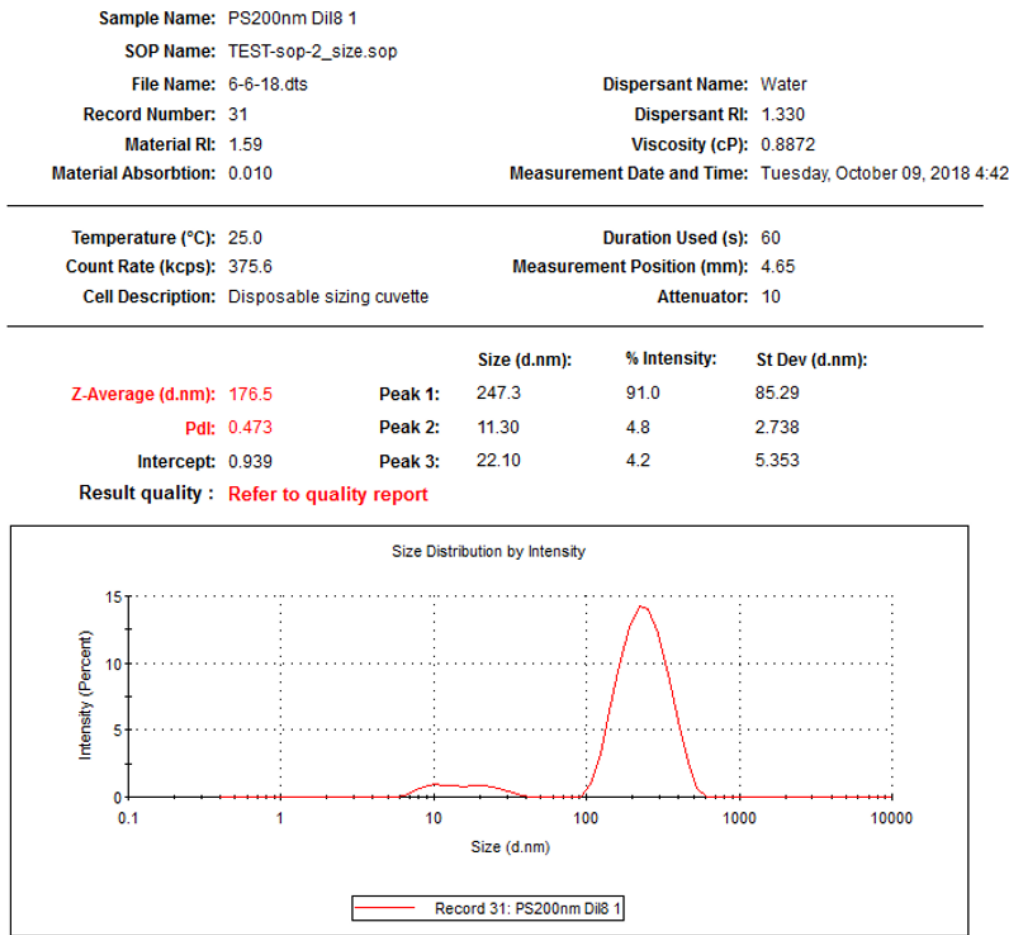 Sample Name: PS200nm Dil8 1
SOP Name: TEST-sop-2_size.sop
File Name: 6-6-18.dts Dispersant Name: Water
Record Number: 31 Dispersant RI: 1.330
Material RI: 1.59 Viscosity (cP): 0.8872
Material Absorbtion: 0.010 Measurement Date and Time: Tuesday, October 09, 2018 4:42
Temperature (°C): 25.0 Duration Used (s): 60
Count Rate (kcps): 375.6 Measurement Position (mm): 4.65
Cell Description: Disposable sizing cuvette Attenuator: 10
Size (d.nm): % Intensity: St Dev (d.nm):
Z-Average (d.nm): 176.5 Peak 1: 247.3 91.0 85.29
PdI: 0.473 Peak 2: 11.30 4.8 2.738
Intercept: 0.939 Peak 3: 22.10 4.2 5.353
Result quality : Refer to quality report
Size Distribution by Intensity
Intensity (Percent)
15
10
5
0
0.1 1 10 100 1000 10000
Size (d.nm)
Record 31: PS200nm Dil8 1